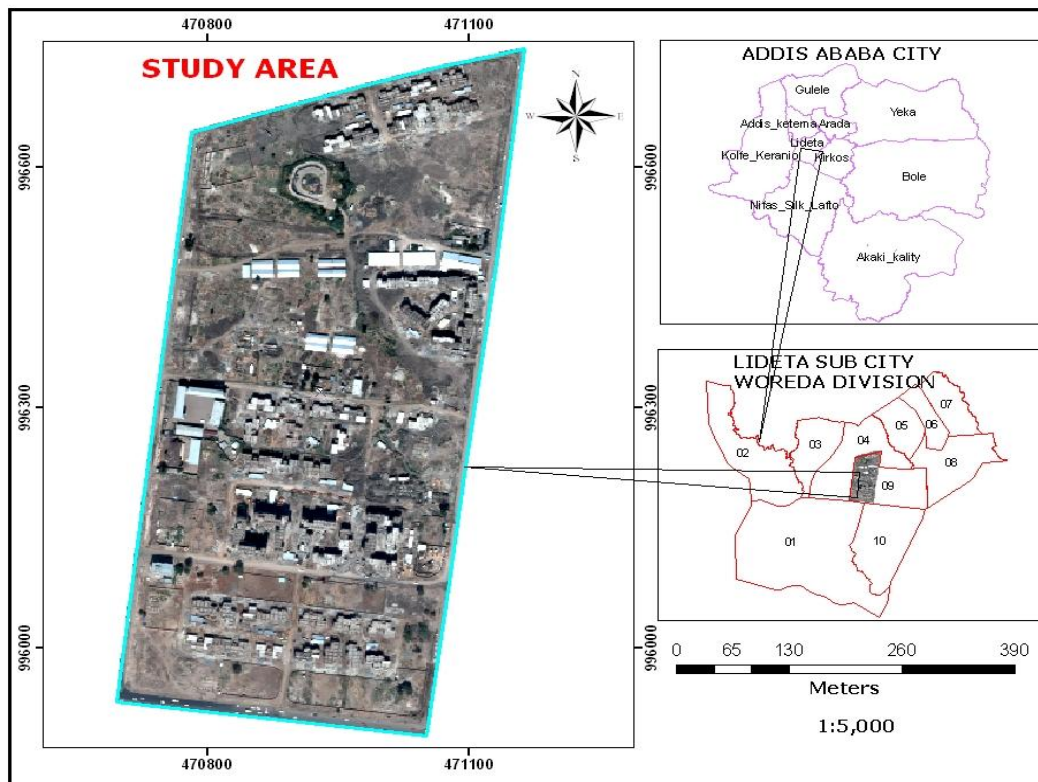 470800 471100
STUDY AREA
N
W E
S
996600 996600
996300 996300
996000 996000
470800 471100
ADDIS ABABA CITY
Gulele
Yeka
Addis_ketema Arada
Lideta
Kolfe_Keranio Kirkos
Bole
Nifas_Silk_Lafto
Akaki_kality
LIDETA SUB CITY
WOREDA DIVISION
07
06
05
04
03
02
08
09
01
10
0 65 130 260 390
Meters
1:5,000